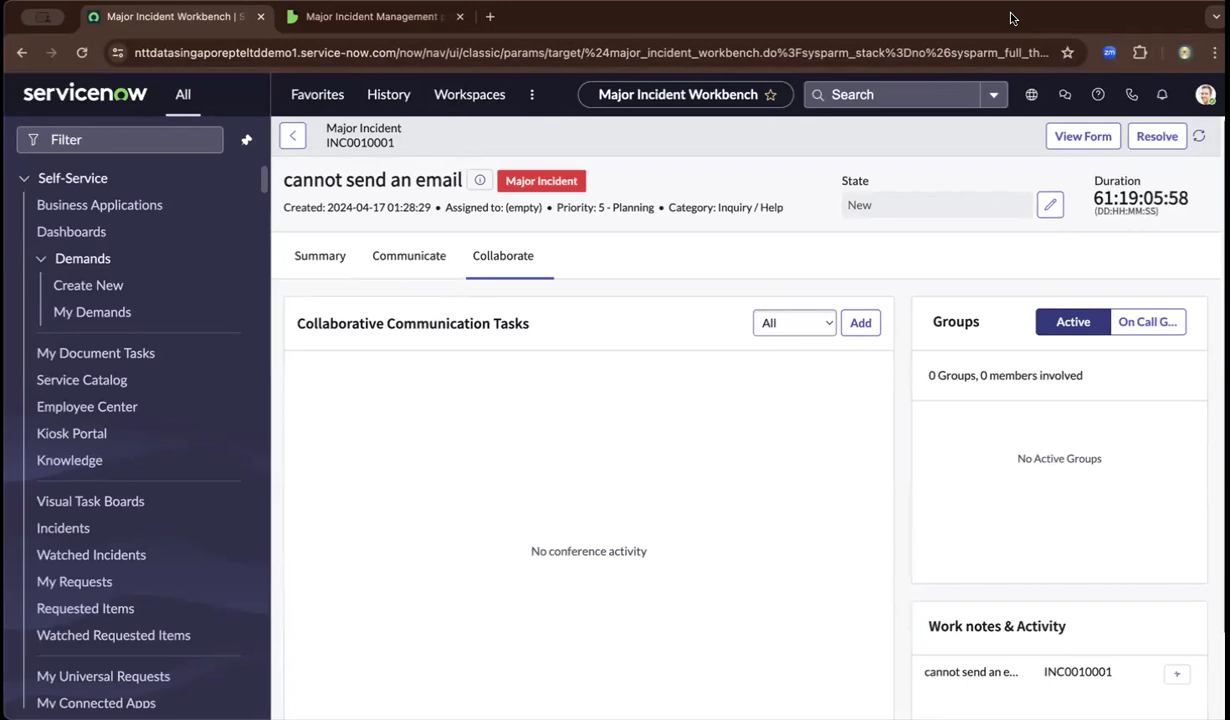 Major Incident Workbench | S
Major Incident Management p
nttdatasingaporepteltddemo1.service-now.com/now/nav/ui/classic/params/target/%24major_incident_workbench.do%3Fsysparm_stack%3Dno%26sysparm_full_th...
zm
servicenow
All
Favorites
History
Workspaces
Major Incident Workbench
Search
Filter
Self-Service
Business Applications
Dashboards
Demands
Create New
My Demands
My Document Tasks
Service Catalog
Employee Center
Kiosk Portal
Knowledge
Visual Task Boards
Incidents
Watched Incidents
My Requests
Requested Items
Watched Requested Items
My Universal Requests
My Connected Apps
Major Incident
INC0010001
View Form
Resolve
cannot send an email
Major Incident
Created: 2024-04-17 01:28:29 • Assigned to: (empty) • Priority: 5 - Planning • Category: Inquiry / Help
State
New
Duration
61:19:05:58
(DD:HH:MM:SS)
Summary
Communicate
Collaborate
Collaborative Communication Tasks
All
Add
No conference activity
Groups
Active
On Call G...
0 Groups, 0 members involved
No Active Groups
Work notes & Activity
cannot send an e...
INC0010001
+